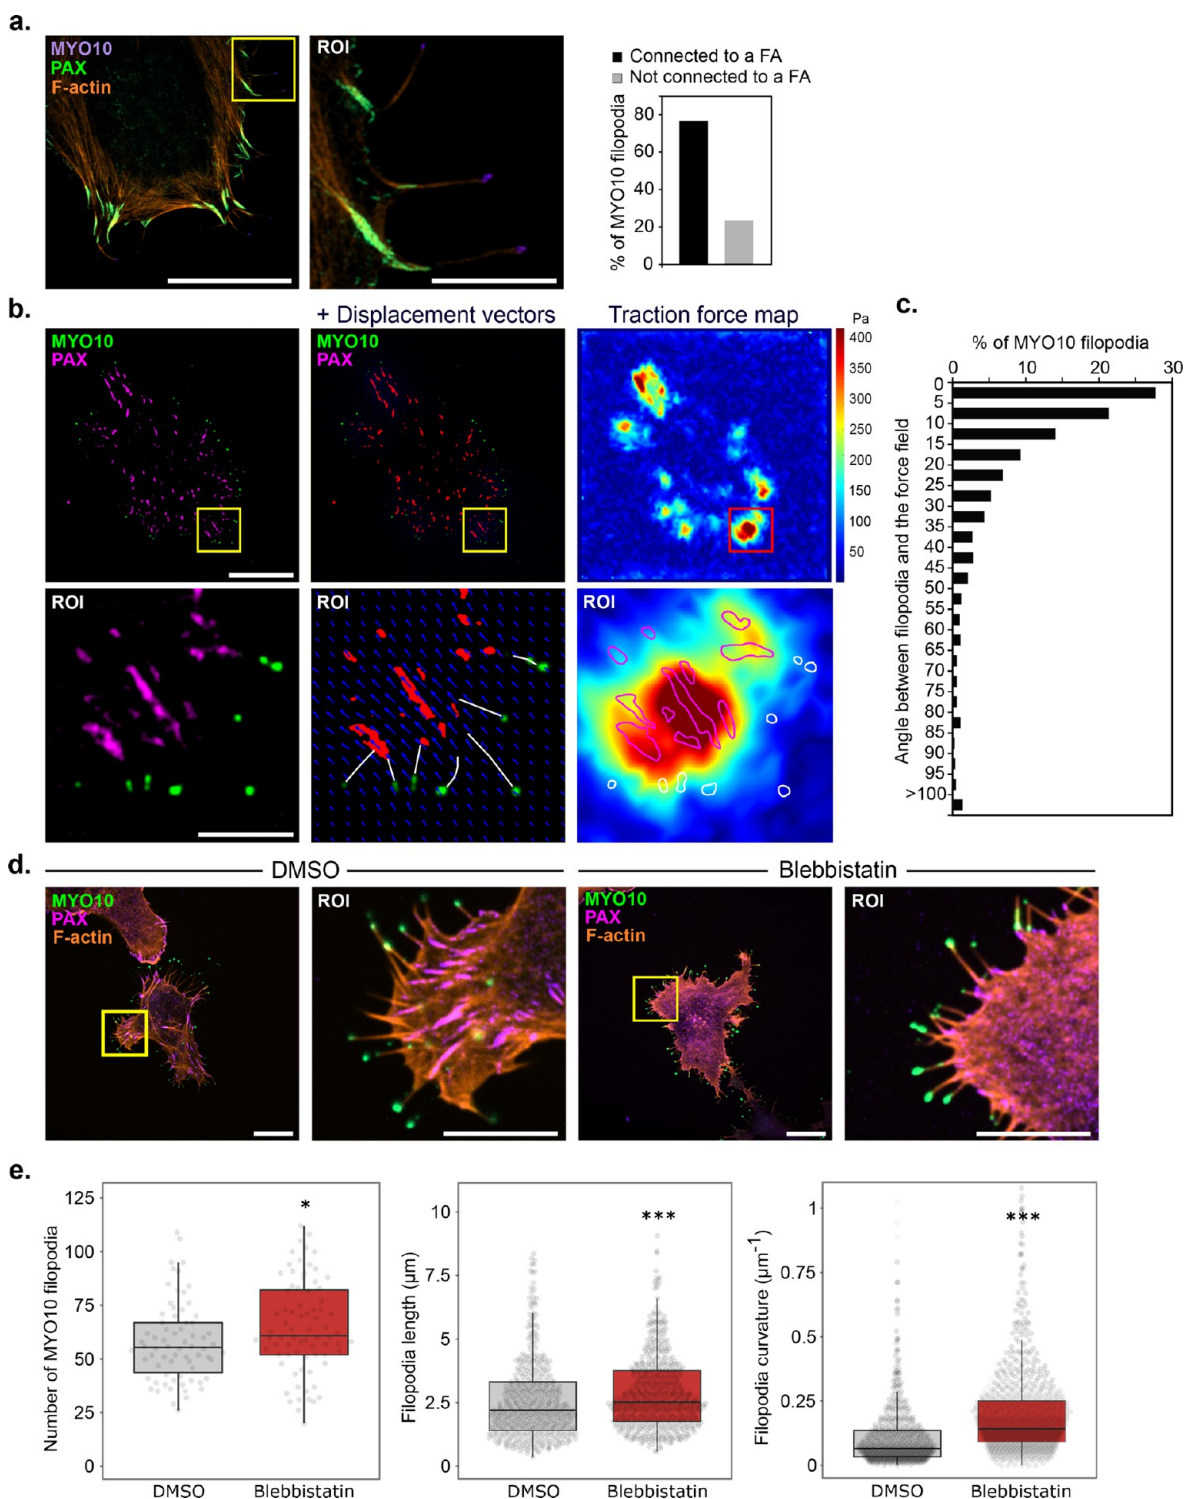 a.
MYO10
PAX
F-actin
ROI
Connected to a FA
Not connected to a FA
% of MYO10 filopodia
80
60
40
20
0
b.
+ Displacement vectors
Traction force map
MYO10
PAX
MYO10
PAX
Pa
400
350
300
250
200
150
100
50
ROI
ROI
ROI
c.
% of MYO10 filopodia
0 10 20 30
Angle between filopodia and the force field
0
5
10
15
20
25
30
35
40
45
50
55
60
65
70
75
80
85
90
95
>100
d.
DMSO
Blebbistatin
MYO10
PAX
F-actin
ROI
MYO10
PAX
F-actin
ROI
e.
Number of MYO10 filopodia
125
100
75
50
25
0
*
DMSO Blebbistatin
Filopodia length (µm)
10
7.5
5
2.5
0
***
DMSO Blebbistatin
Filopodia curvature (µm-1)
1
0.75
0.5
0.25
0
***
DMSO Blebbistatin